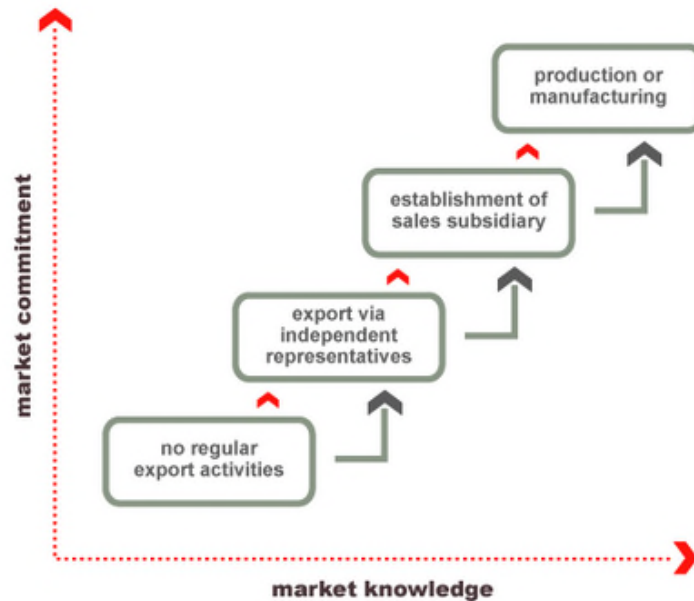 production or
manufacturing
establishment of
sales subsidiary
export via
independent
representatives
no regular
export activities
market commitment
market knowledge